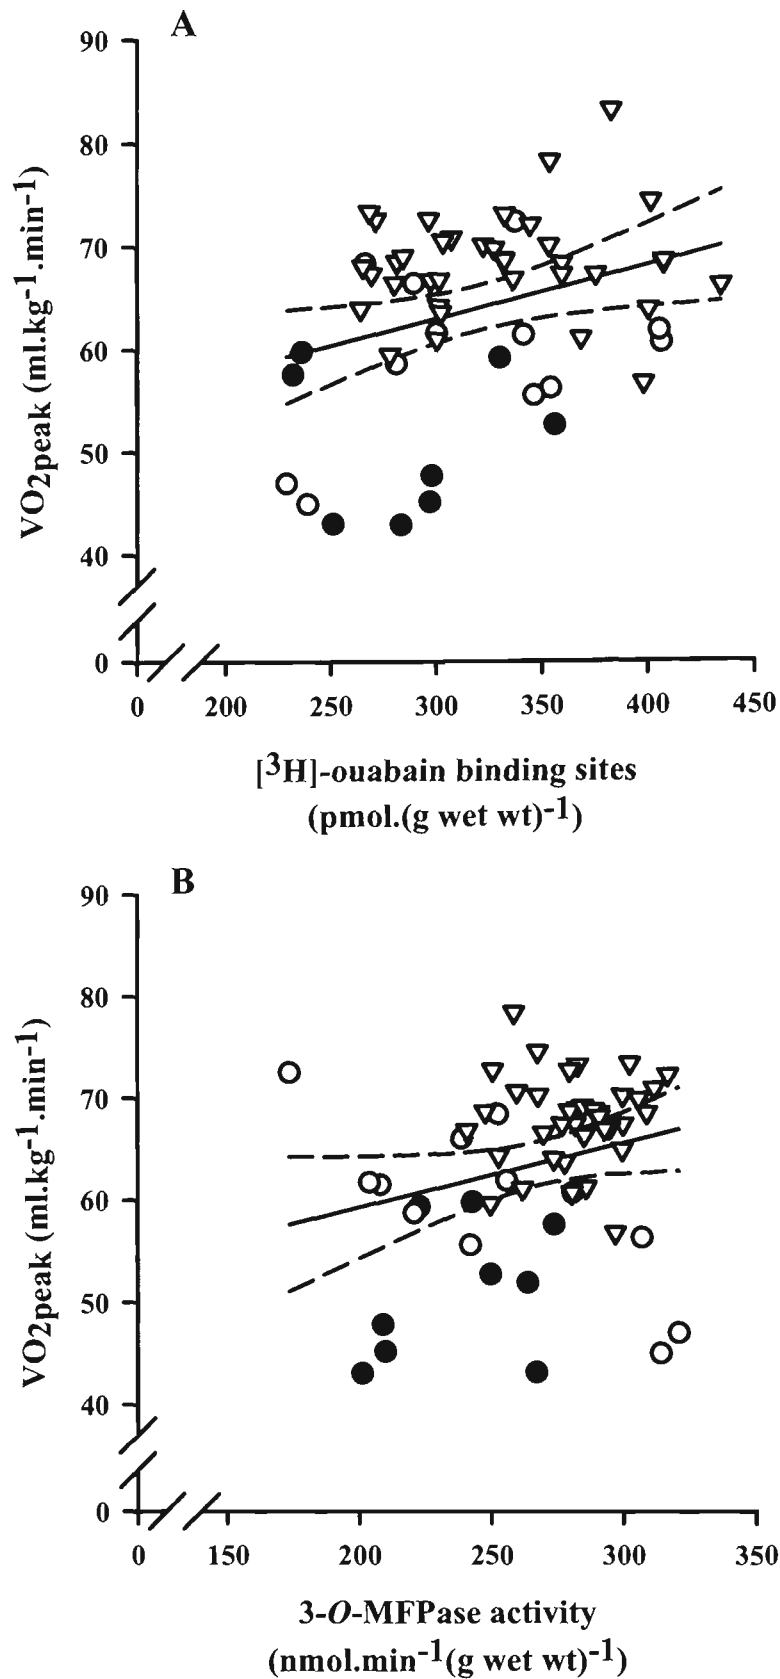 A
90
80
70
60
50
40
0
VO2peak (ml.kg-1.min-1)
0 200 250 300 350 400 450
[3H]-ouabain binding sites
(pmol.(g wet wt)-1)
B
90
80
70
60
50
40
0
VO2peak (ml.kg-1.min-1)
0 150 200 250 300 350
3-O-MFPase activity
(nmol.min-1(g wet wt)-1)